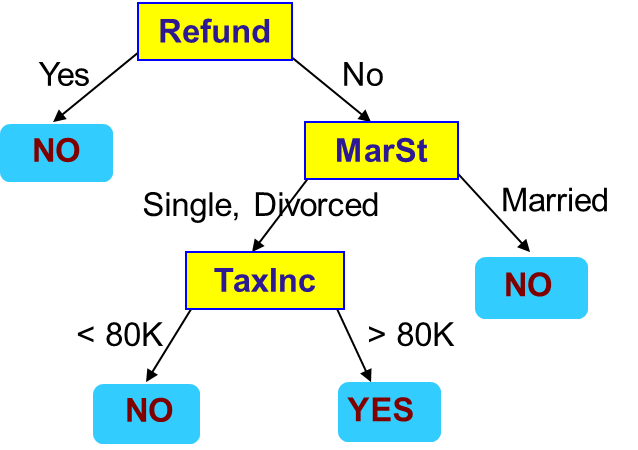 Refund
Yes
No
NO
MarSt
Single, Divorced
Married
TaxInc
NO
< 80K
> 80K
NO
YES